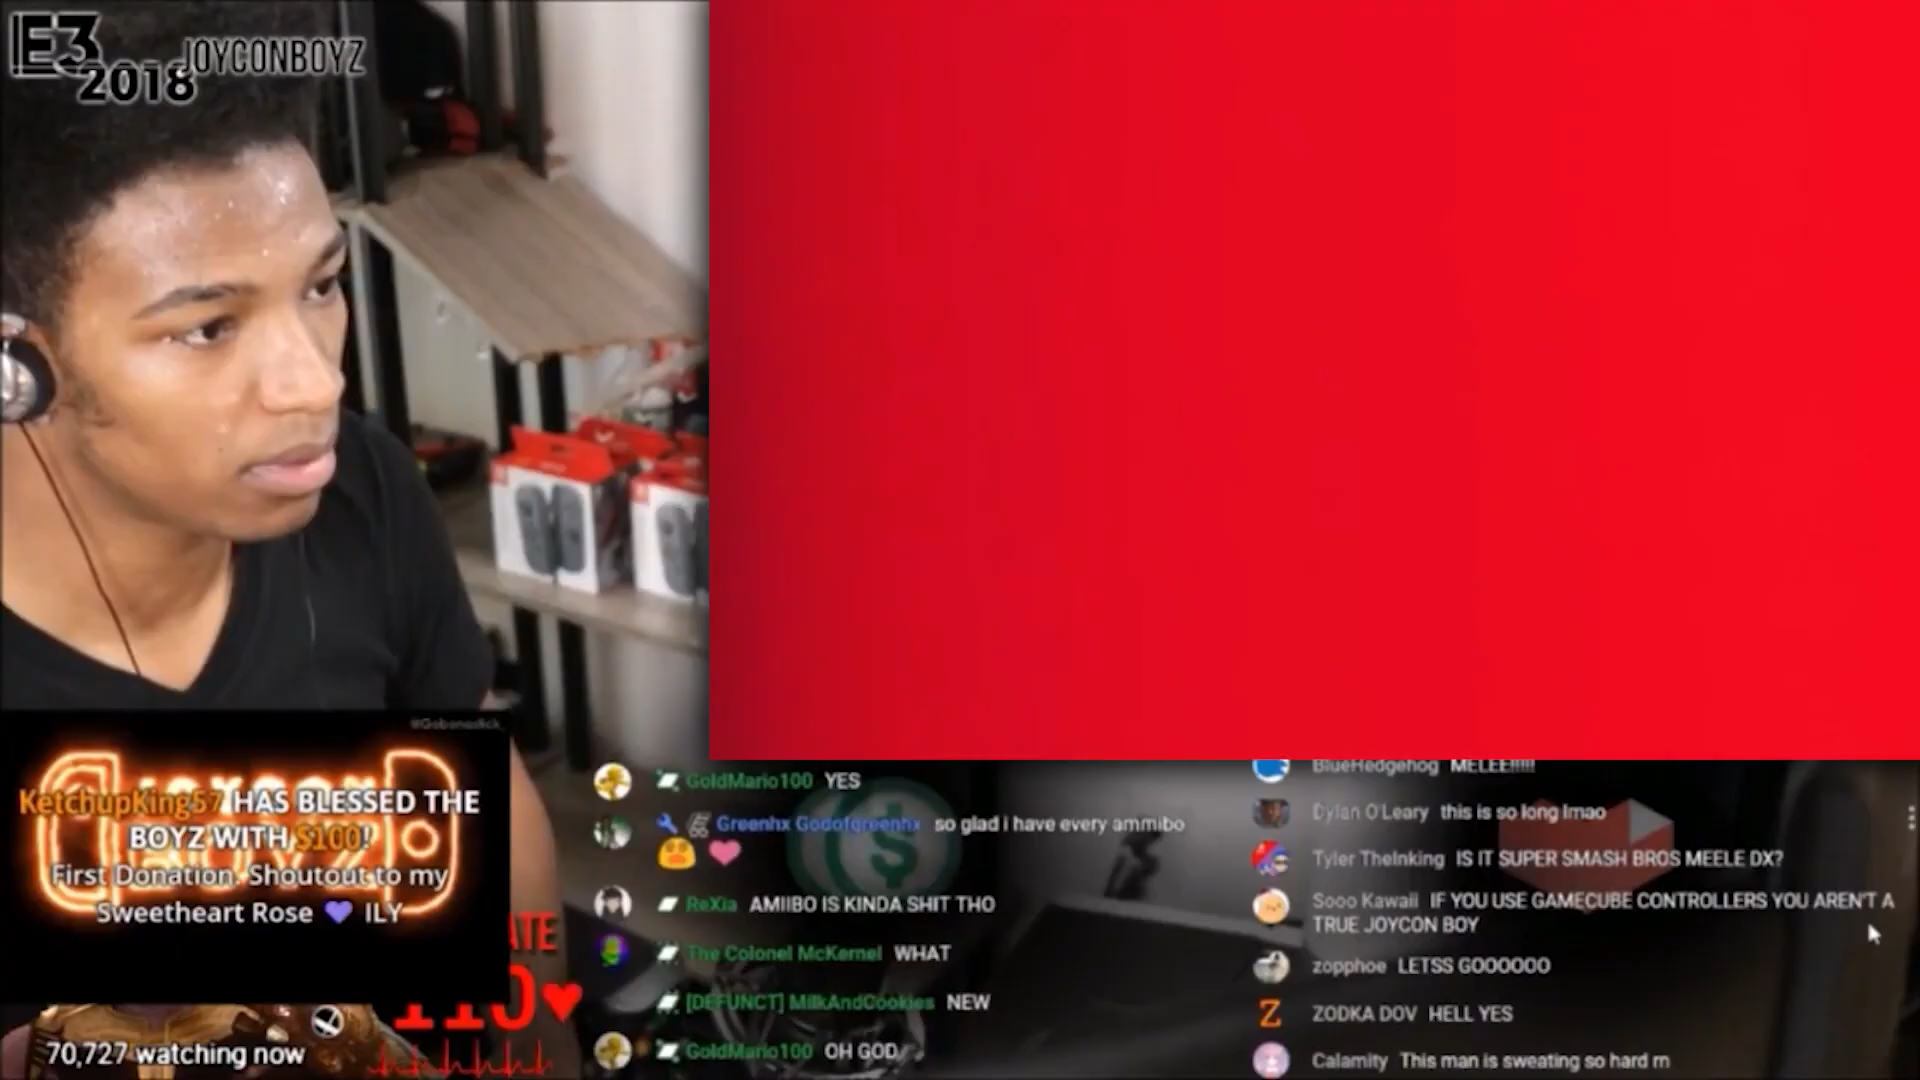 E3
2018
JOYCONBOYZ
KetchupKing57 HAS BLESSED THE
BOYZ WITH $100!
First Donation. Shoutout to my
Sweetheart Rose 💜 ILY
70,727 watching now
GoldMario100 YES
Greenhx Godofgreenhx so glad i have every ammibo
ReXia AMIIBO IS KINDA SHIT THO
The Colonel McKernel WHAT
[DEFUNCT] MilkAndCookies NEW
GoldMario100 OH GOD
BlueHedgehog MELEE!!!!!
Dylan O'Leary this is so long lmao
Tyler TheInking IS IT SUPER SMASH BROS MEELE DX?
Sooo Kawaii IF YOU USE GAMECUBE CONTROLLERS YOU AREN'T A
TRUE JOYCON BOY
zopphoe LETSS GOOOOOO
ZODKA DOV HELL YES
Calamity This man is sweating so hard rn